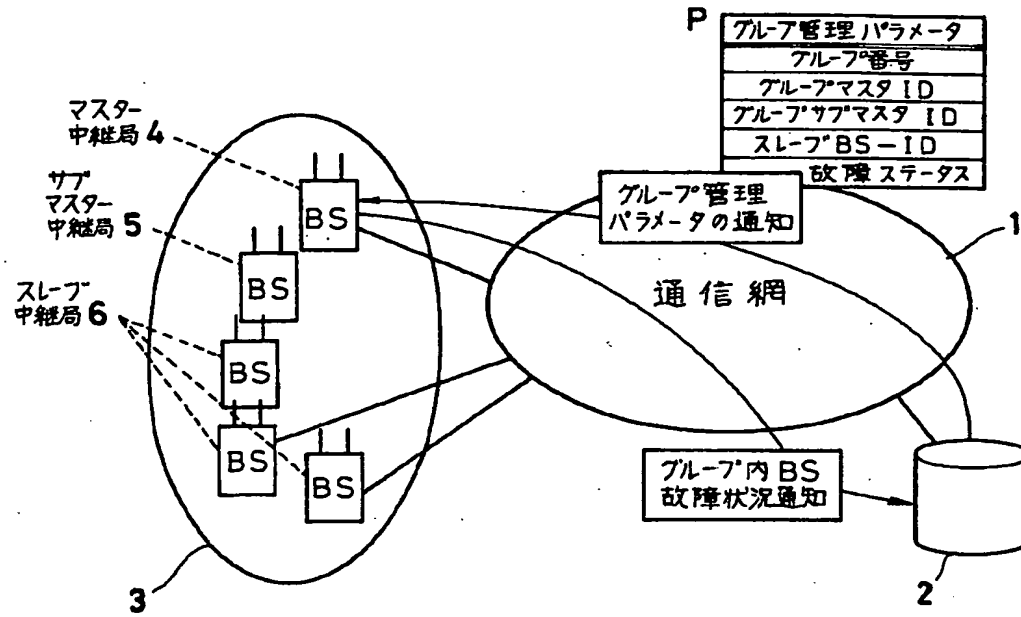 P
グループ管理パラメータ
グループ番号
グループマスタ ID
グループサブマスタ ID
スレーブBS-ID
故障ステータス
マスター
中継局 4
サブ
マスター
中継局 5
スレーブ
中継局 6
BS
BS
BS
BS
BS
グループ管理
パラメータの通知
1
通信網
グループ内BS
故障状況通知
2
3